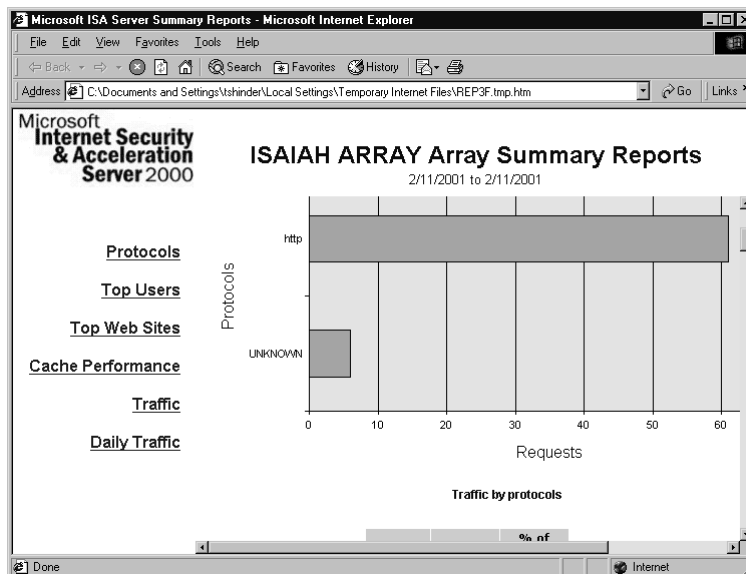 Microsoft ISA Server Summary Reports - Microsoft Internet Explorer
File Edit View Favorites Tools Help
Back Search Favorites History
Address C:\Documents and Settings\tshinder\Local Settings\Temporary Internet Files\REP3F.tmp.htm Go Links
Microsoft
Internet Security
& Acceleration
Server 2000
Protocols
Top Users
Top Web Sites
Cache Performance
Traffic
Daily Traffic
ISAIAH ARRAY Array Summary Reports
2/11/2001 to 2/11/2001
Protocols
http
UNKNOWN
0 10 20 30 40 50 60
Requests
Traffic by protocols
% of
Done Internet